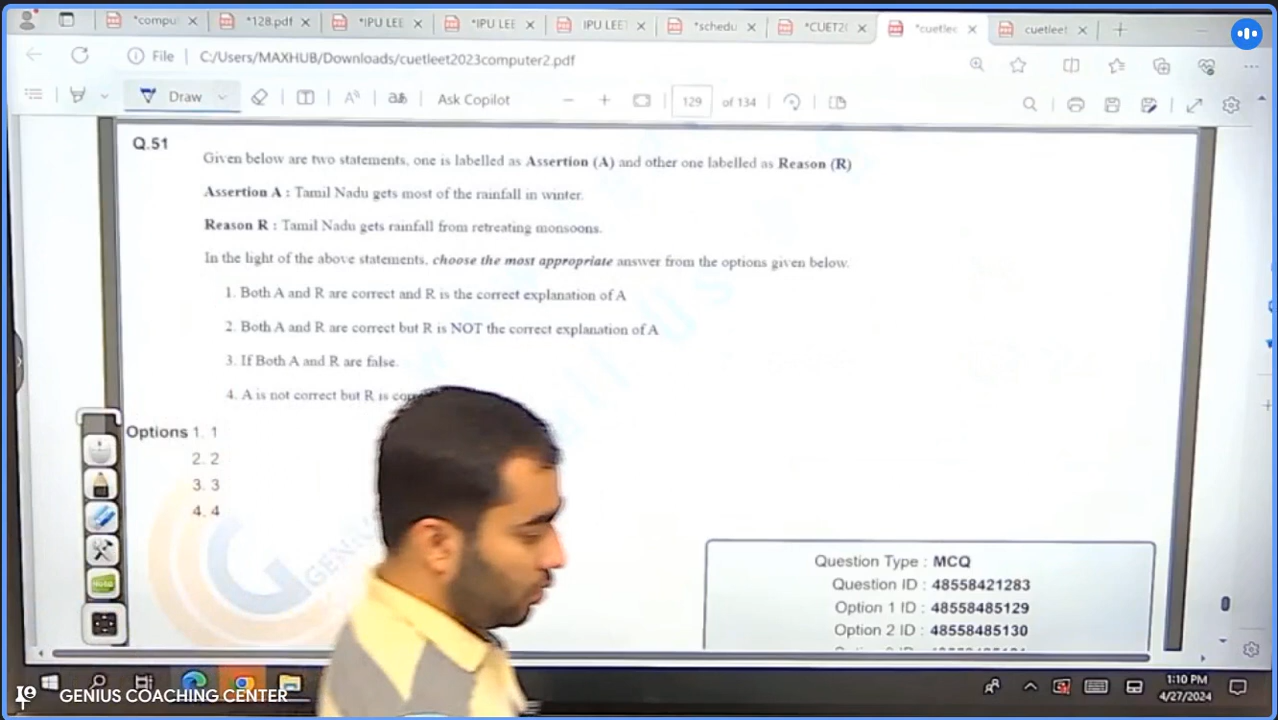 *compu
*128.pdf
*IPU LEE
*IPU LEE
IPU LEET
*schedu
*CUET20
*cuetleet
cuetleet
File C:/Users/MAXHUB/Downloads/cuetleet2023computer2.pdf
Draw
Ask Copilot
129 of 134
Q.51
Given below are two statements, one is labelled as Assertion (A) and other one labelled as Reason (R)
Assertion A : Tamil Nadu gets most of the rainfall in winter.
Reason R : Tamil Nadu gets rainfall from retreating monsoons.
In the light of the above statements, choose the most appropriate answer from the options given below.
1. Both A and R are correct and R is the correct explanation of A
2. Both A and R are correct but R is NOT the correct explanation of A
3. If Both A and R are false.
4. A is not correct but R is
Options 1. 1
2. 2
3. 3
4. 4
Question Type : MCQ
Question ID : 48558421283
Option 1 ID : 48558485129
Option 2 ID : 48558485130
GENIUS COACHING CENTER
1:10 PM
4/27/2024